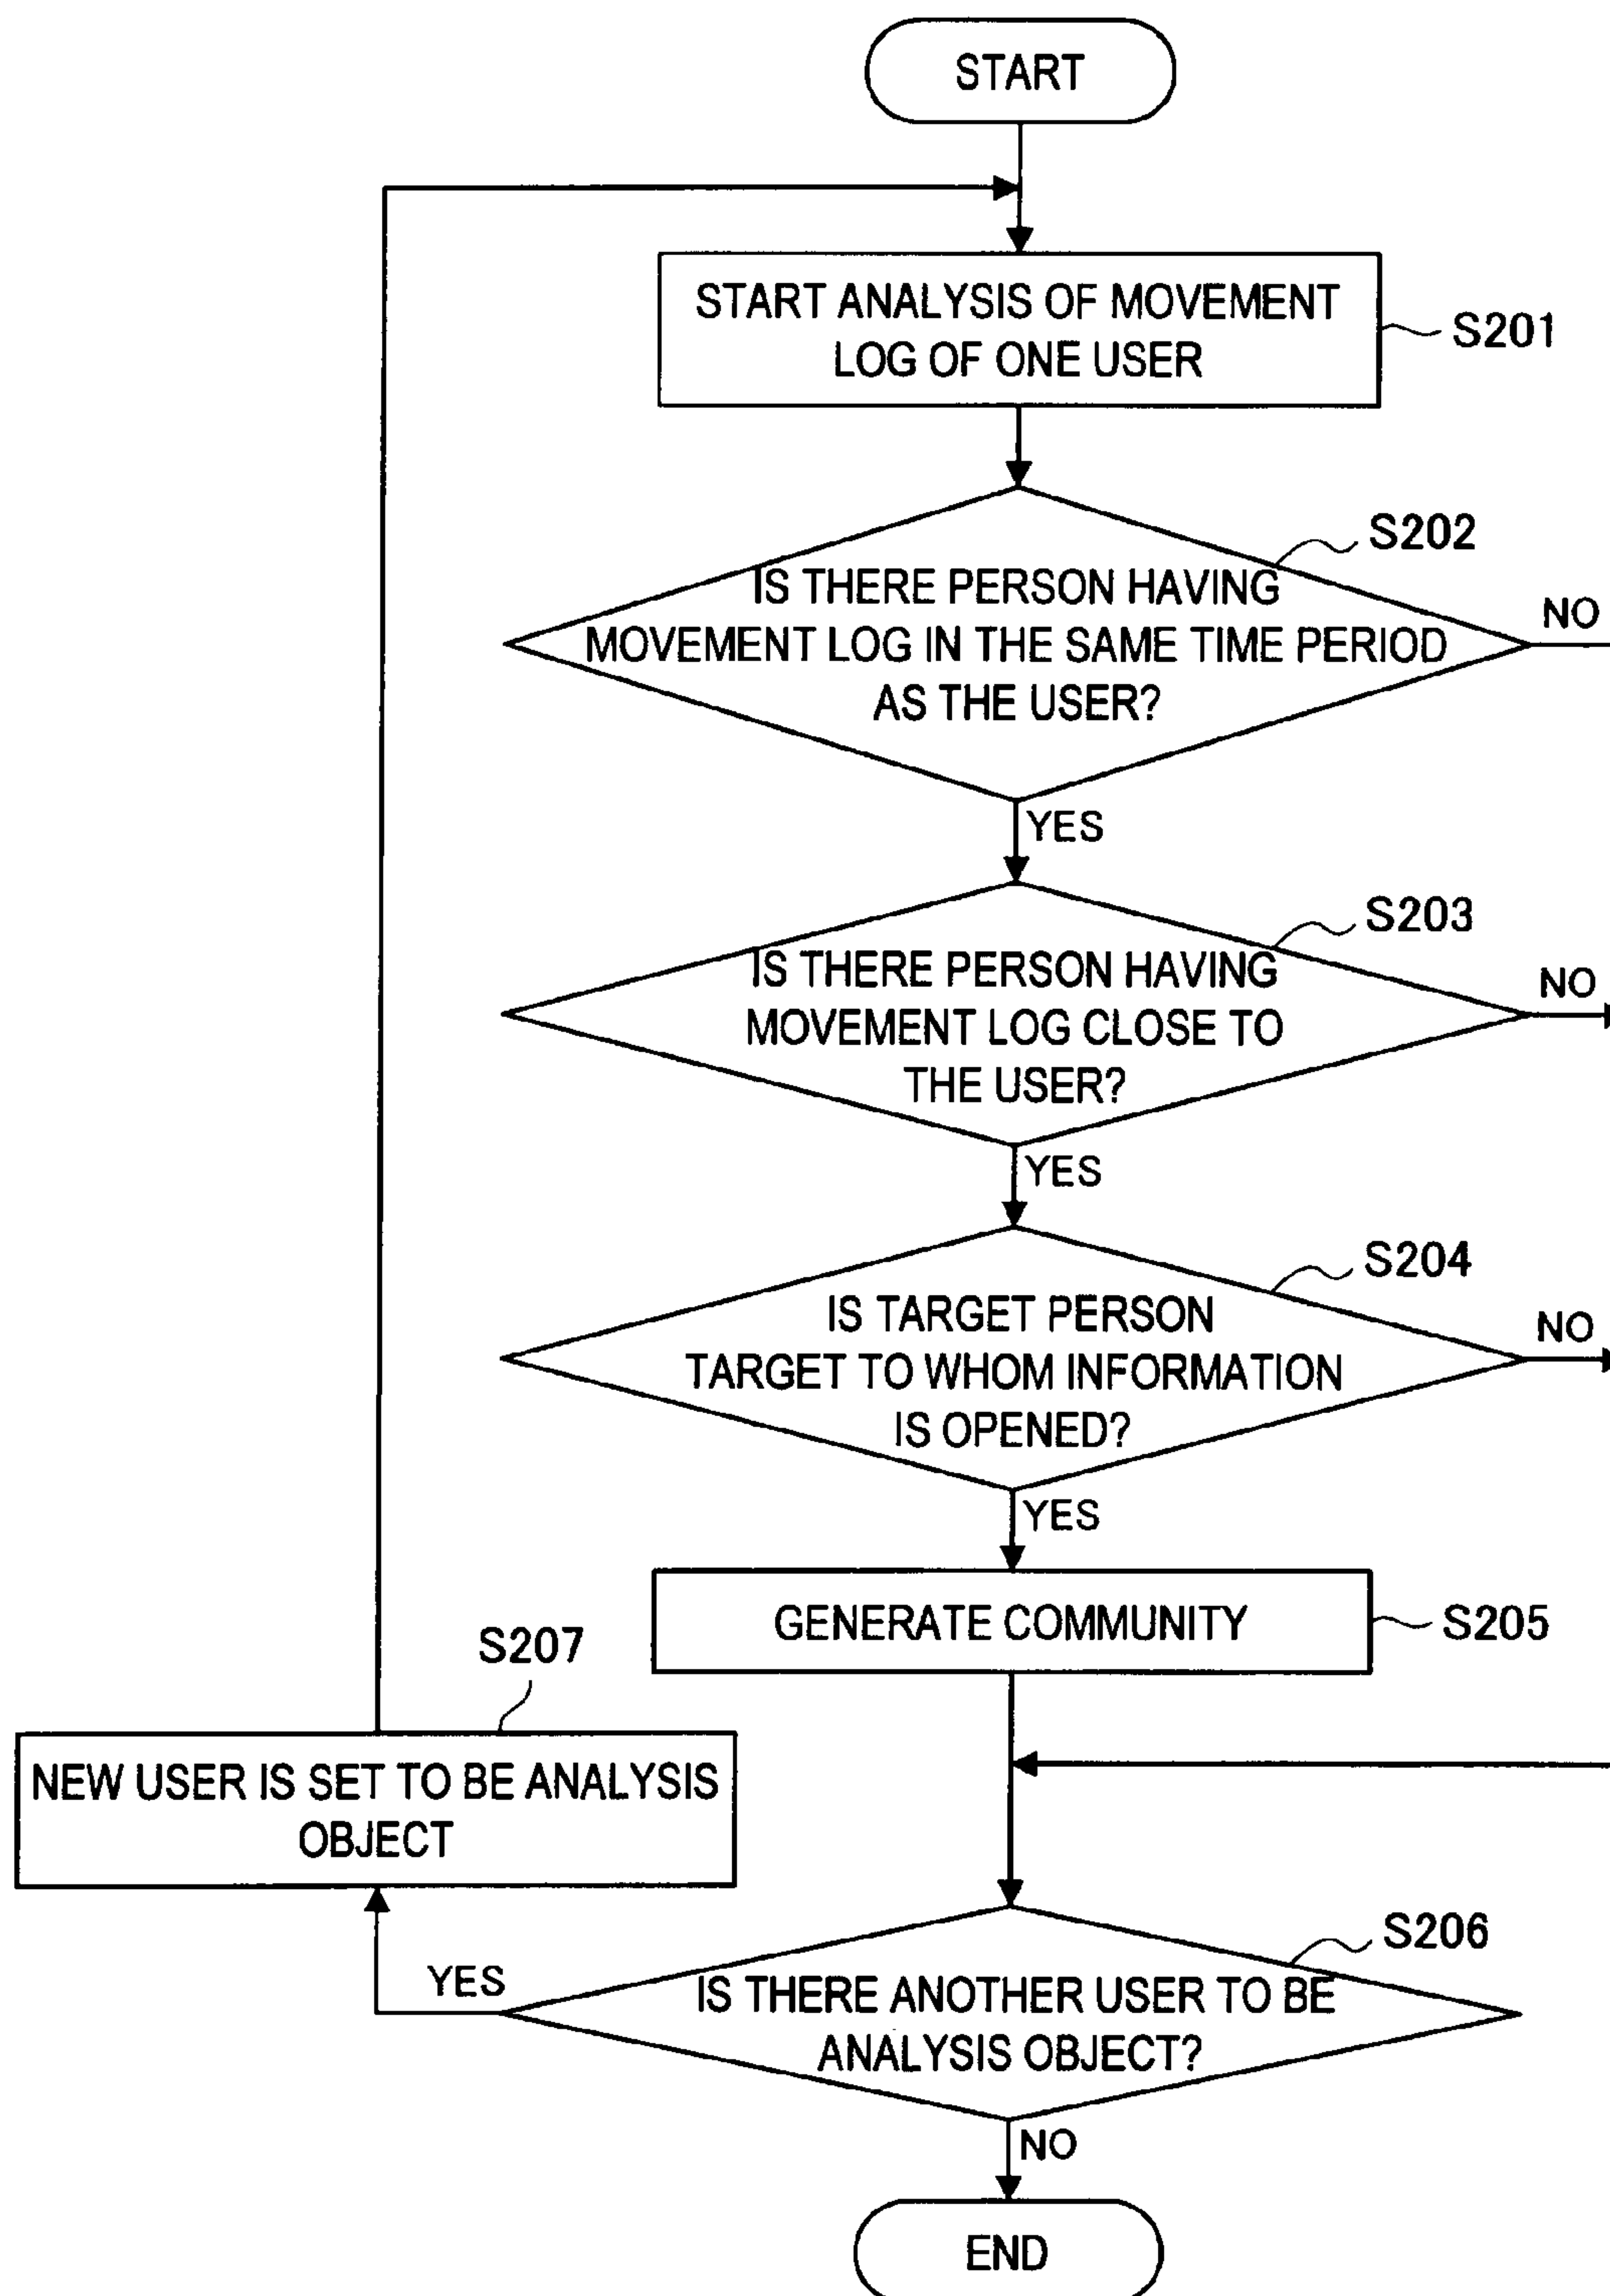 START
START ANALYSIS OF MOVEMENT
LOG OF ONE USER
S201
S202
IS THERE PERSON HAVING
MOVEMENT LOG IN THE SAME TIME PERIOD
AS THE USER?
NO
YES
S203
IS THERE PERSON HAVING
MOVEMENT LOG CLOSE TO
THE USER?
NO
YES
S204
IS TARGET PERSON
TARGET TO WHOM INFORMATION
IS OPENED?
NO
YES
GENERATE COMMUNITY
S205
S207
NEW USER IS SET TO BE ANALYSIS
OBJECT
S206
YES
IS THERE ANOTHER USER TO BE
ANALYSIS OBJECT?
NO
END